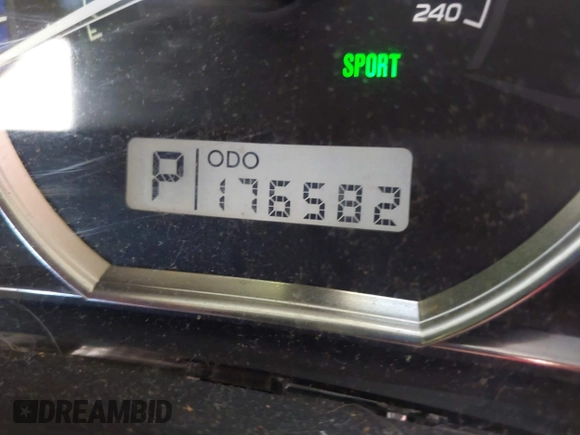 240
E
SPORT
P ODO
176582
DREAMBID